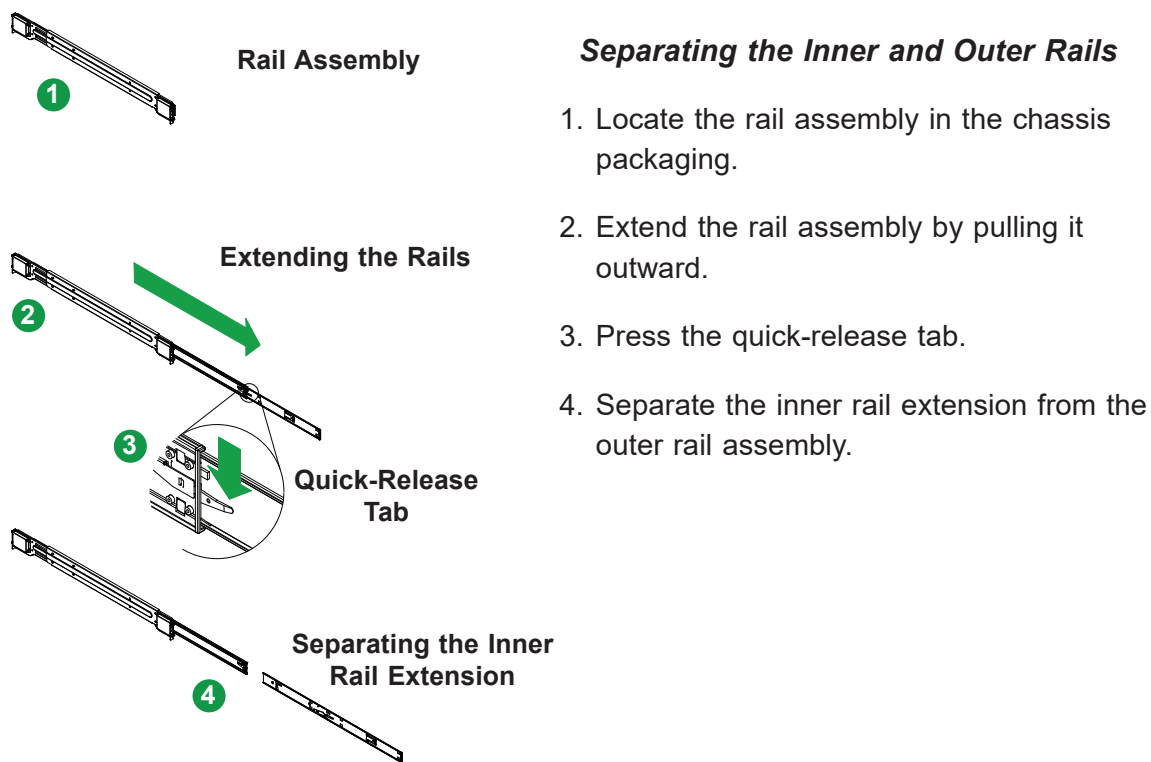 Rail Assembly
1
Extending the Rails
2
3
Quick-Release
Tab
Separating the Inner
Rail Extension
4
Separating the Inner and Outer Rails
1. Locate the rail assembly in the chassis
packaging.
2. Extend the rail assembly by pulling it
outward.
3. Press the quick-release tab.
4. Separate the inner rail extension from the
outer rail assembly.